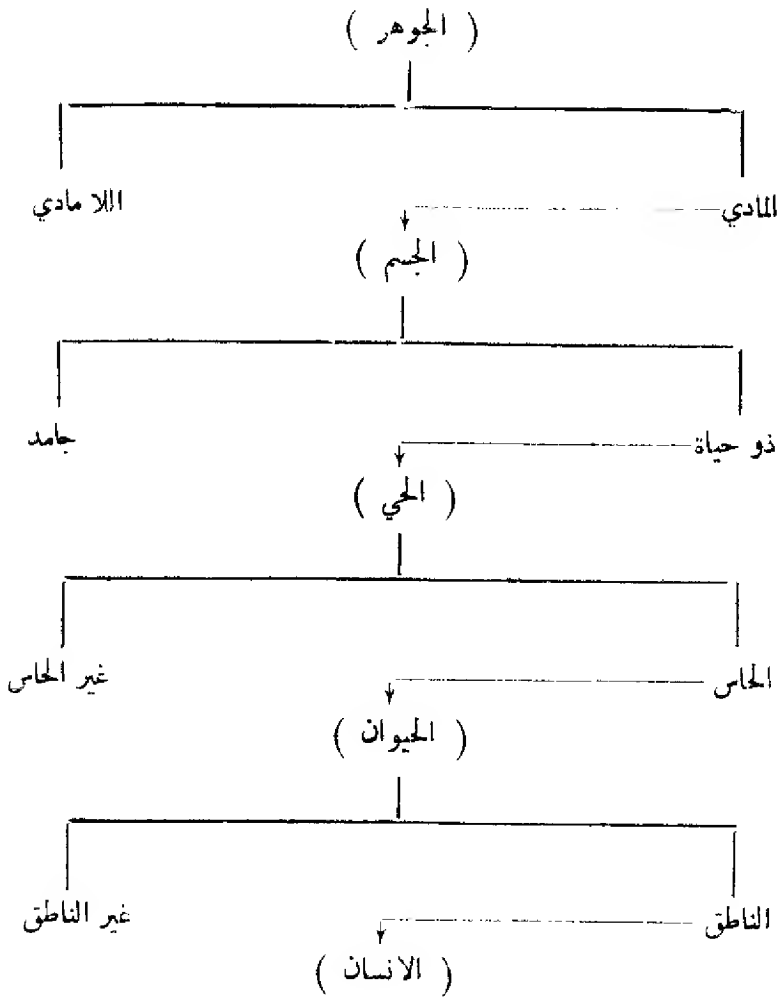 ( الجوهر )
المادي اللا مادي
( الجسم )
ذو حياة جامد
( الحي )
الحاس غير الحاس
( الحيوان )
الناطق غير الناطق
( الانسان )